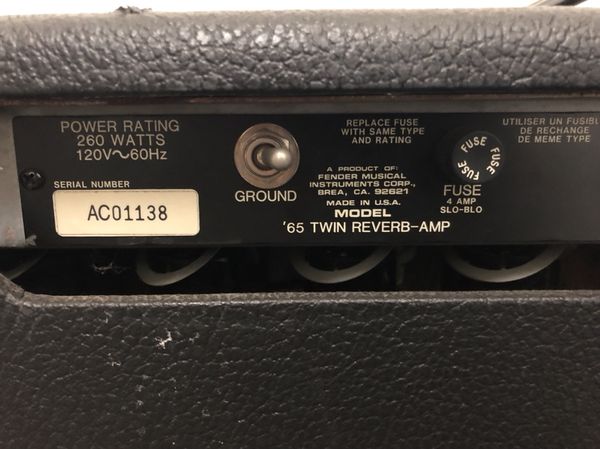 POWER RATING
260 WATTS
120V～60Hz
SERIAL NUMBER
AC01138
GROUND
REPLACE FUSE
WITH SAME TYPE
AND RATING
A PRODUCT OF:
FENDER MUSICAL
INSTRUMENTS CORP.,
BREA, CA. 92621
MADE IN U.S.A.
MODEL
'65 TWIN REVERB-AMP
FUSE
FUSE
FUSE
FUSE
4 AMP
SLO-BLO
UTILISER UN FUSIBL
DE RECHANGE
DE MEME TYPE